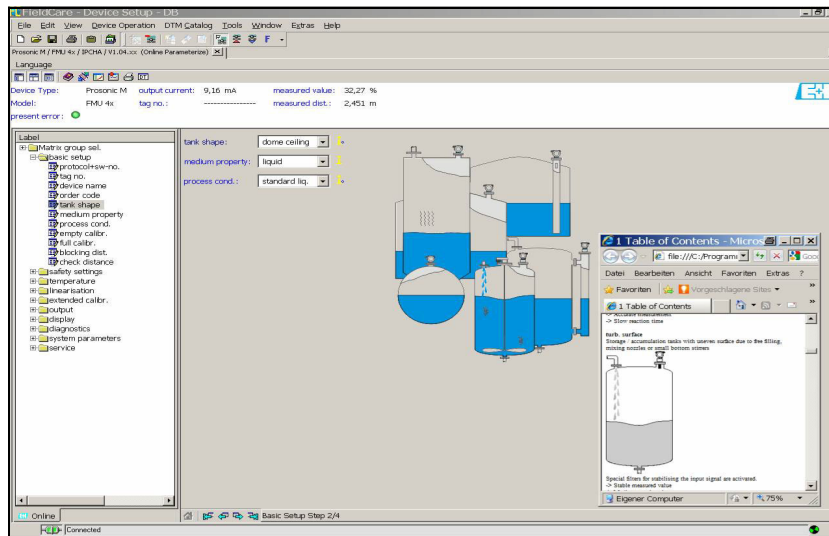 FieldCare - Device Setup - DB
File Edit View Device Operation DTM Catalog Tools Window Extras Help
Prosonic M / FMU 4x / IPCHA / V1.04.xx (Online Parameterize)
Language
Device Type: Prosonic M output current: 9,16 mA measured value: 32,27 %
Model: FMU 4x tag no.: ---------------- measured dist.: 2,451 m
present error:
Label
Matrix group sel.
basic setup
protocol+sw-no.
tag no.
device name
order code
tank shape
medium property
process cond.
empty calibr.
full calibr.
blocking dist.
check distance
safety settings
temperature
linearisation
extended calibr.
output
display
diagnostics
system parameters
service
tank shape: dome ceiling
medium property: liquid
process cond.: standard liq.
1 Table of Contents - Micros
file:///C:/Programi
Goo
Datei Bearbeiten Ansicht Favoriten Extras ?
Favoriten Vorgeschlagene Sites
1 Table of Contents
-> Accurate measurement
-> Slow reaction time
turb. surface
Storage / accumulation tanks with uneven surface due to free filling,
mixing nozzles or small bottom stirrers
Special filters for stabilising the input signal are activated.
-> Stable measured value
Eigener Computer 75%
Online
Basic Setup Step 2/4
Connected